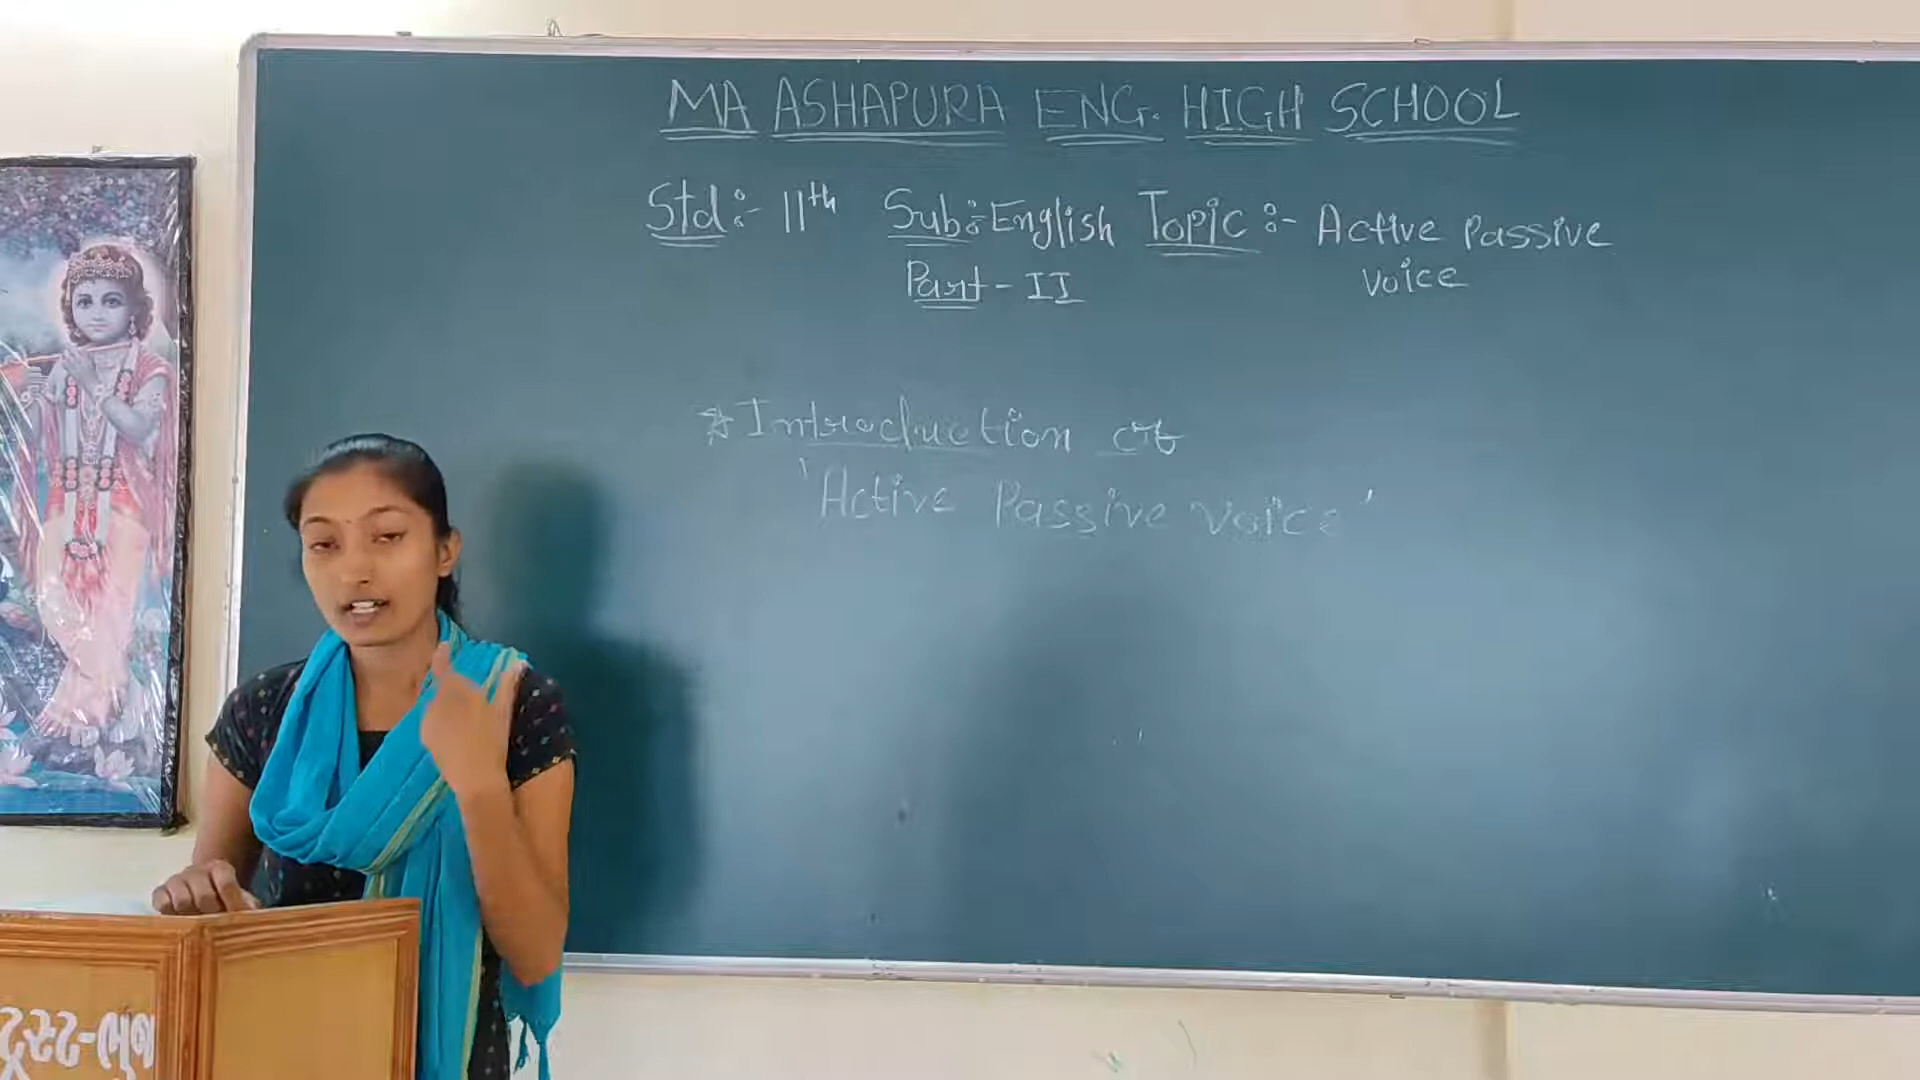 MA ASHAPURA ENG. HIGH SCHOOL
Std:- 11th Sub:- English Topic:- Active Passive
Part - II Voice
* Introduction of
'Active Passive Voice'